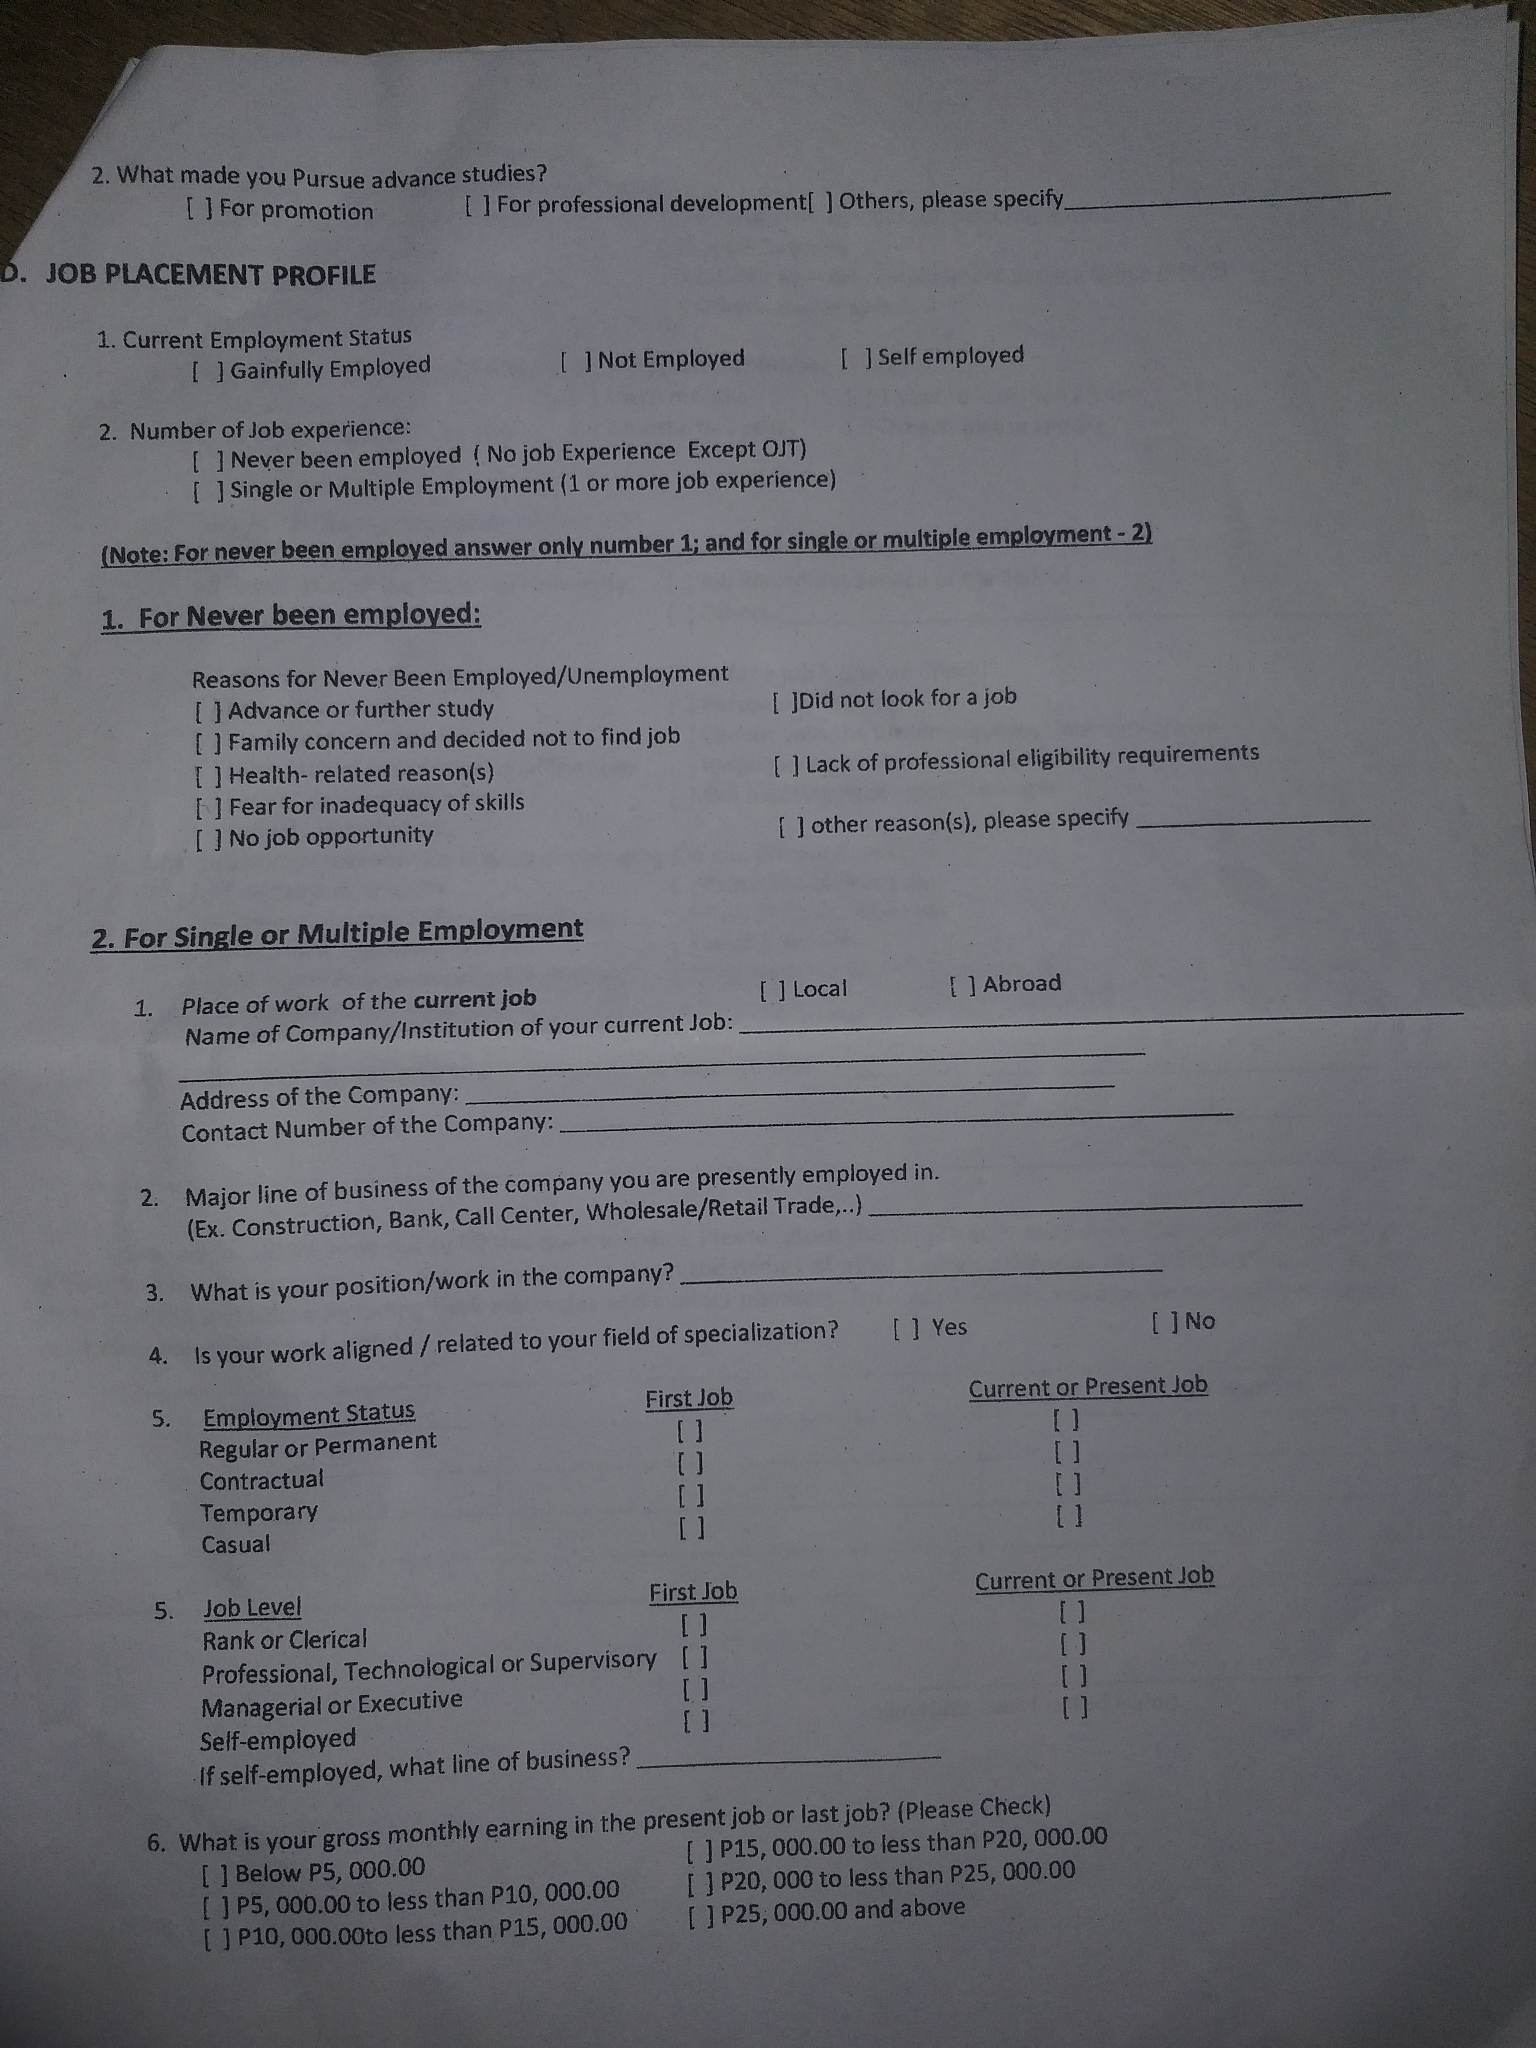 2. What made you Pursue advance studies?
[ ] For promotion [ ] For professional development[ ] Others, please specify____________________
D. JOB PLACEMENT PROFILE
1. Current Employment Status
[ ] Gainfully Employed [ ] Not Employed [ ] Self employed
2. Number of Job experience:
[ ] Never been employed ( No job Experience Except OJT)
[ ] Single or Multiple Employment (1 or more job experience)
(Note: For never been employed answer only number 1; and for single or multiple employment - 2)
1. For Never been employed:
Reasons for Never Been Employed/Unemployment
[ ] Advance or further study [ ]Did not look for a job
[ ] Family concern and decided not to find job
[ ] Health- related reason(s) [ ] Lack of professional eligibility requirements
[ ] Fear for inadequacy of skills
[ ] No job opportunity [ ] other reason(s), please specify ____________________
2. For Single or Multiple Employment
1. Place of work of the current job [ ] Local [ ] Abroad
Name of Company/Institution of your current Job: ____________________
____________________
Address of the Company: ____________________
Contact Number of the Company: ____________________
2. Major line of business of the company you are presently employed in.
(Ex. Construction, Bank, Call Center, Wholesale/Retail Trade,..) ____________________
3. What is your position/work in the company? ____________________
4. Is your work aligned / related to your field of specialization? [ ] Yes [ ] No
5. Employment Status First Job Current or Present Job
Regular or Permanent [ ] [ ]
Contractual [ ] [ ]
Temporary [ ] [ ]
Casual [ ] [ ]
5. Job Level First Job Current or Present Job
Rank or Clerical [ ] [ ]
Professional, Technological or Supervisory [ ] [ ]
Managerial or Executive [ ] [ ]
Self-employed [ ] [ ]
If self-employed, what line of business? ____________________
6. What is your gross monthly earning in the present job or last job? (Please Check)
[ ] Below P5, 000.00 [ ] P15, 000.00 to less than P20, 000.00
[ ] P5, 000.00 to less than P10, 000.00 [ ] P20, 000 to less than P25, 000.00
[ ] P10, 000.00to less than P15, 000.00 [ ] P25, 000.00 and above